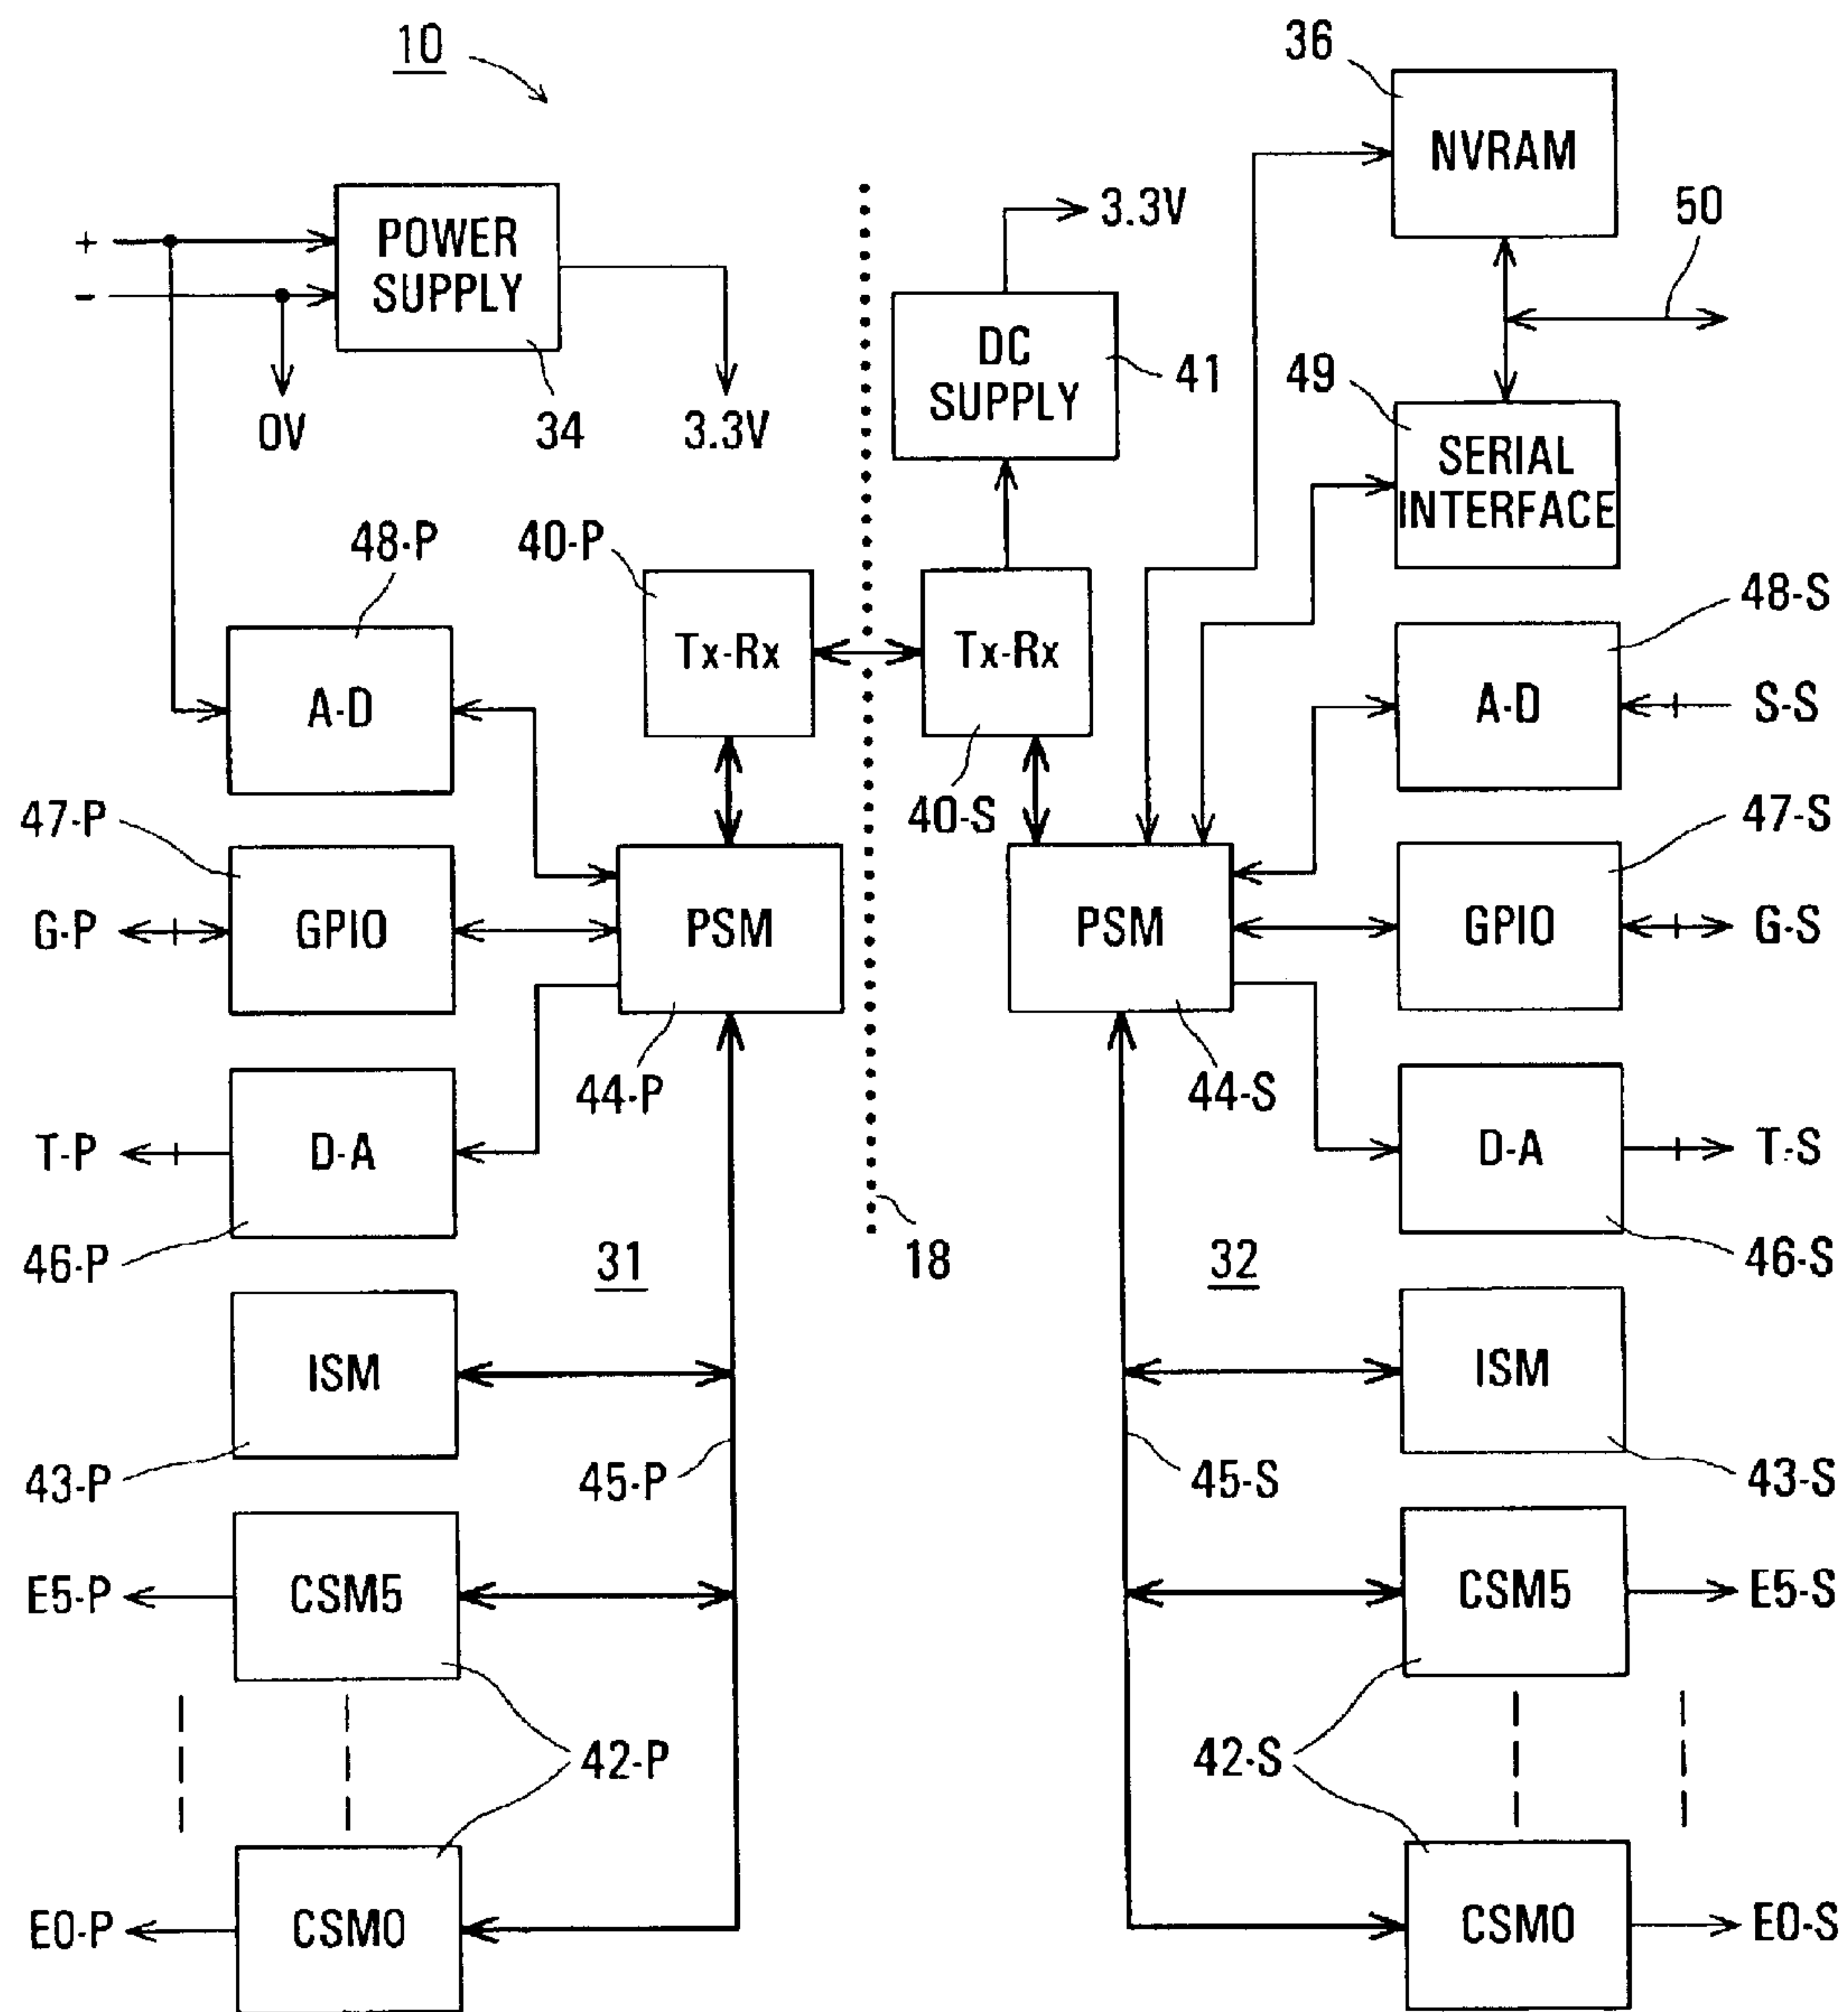 10
36
NVRAM
3.3V
50
+
-
POWER
SUPPLY
DC
SUPPLY
41
49
0V
34
3.3V
SERIAL
INTERFACE
48-P
40-P
48-S
A-D
Tx-Rx
Tx-Rx
A-D
S-S
47-P
40-S
47-S
G-P
GPIO
PSM
PSM
GPIO
G-S
44-P
44-S
T-P
D-A
D-A
T-S
46-P
31
18
32
46-S
ISM
ISM
43-P
45-P
45-S
43-S
E5-P
CSM5
CSM5
E5-S
42-P
42-S
E0-P
CSM0
CSM0
E0-S